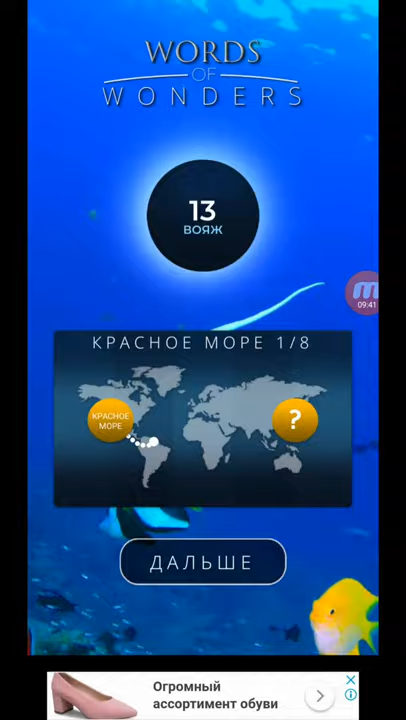 WORDS
OF
WONDERS
13
ВОЯЖ
09:41
КРАСНОЕ МОРЕ 1/8
КРАСНОЕ
МОРЕ
?
ДАЛЬШЕ
Огромный
ассортимент обуви